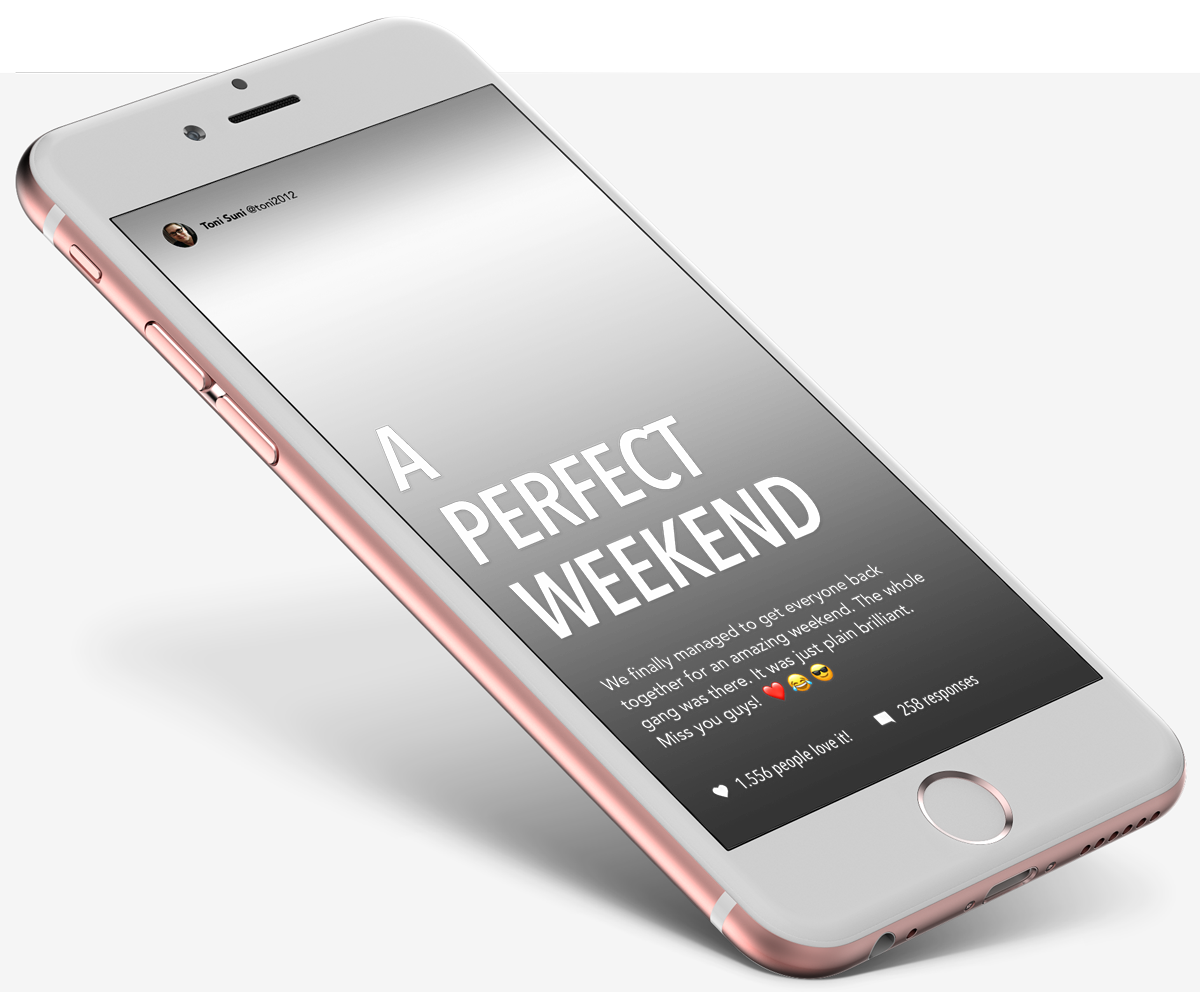 Toni Suni @toni2012
A
PERFECT
WEEKEND
We finally managed to get everyone back
together for an amazing weekend. The whole
gang was there. It was just plain brilliant.
Miss you guys! ❤️😂😎
1.556 people love it! 258 responses